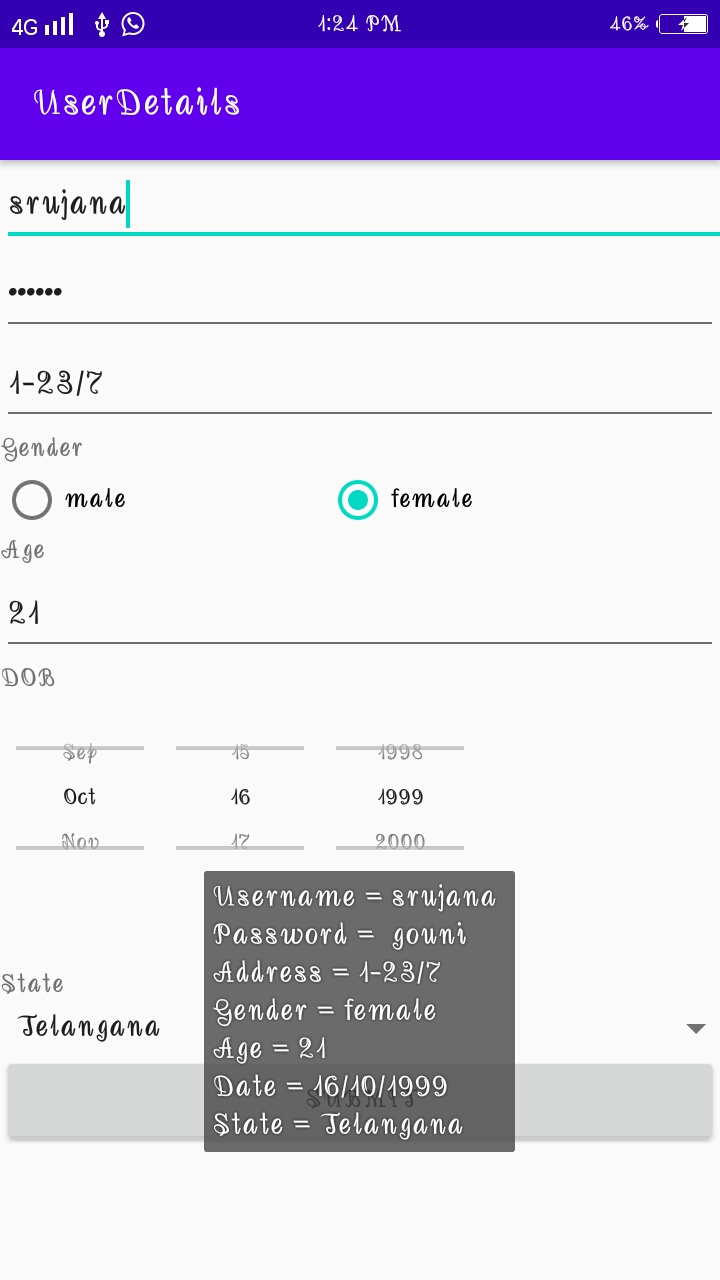 4G 1:24 PM 46%
UserDetails
srujana
••••••
1-23/7
Gender
male female
Age
21
DOB
Sep 15 1998
Oct 16 1999
Nov 17 2000
Username = srujana
Password =  gouni
Address = 1-23/7
Gender = female
Age = 21
Date = 16/10/1999
State = Telangana
State
Telangana
SUBMIT